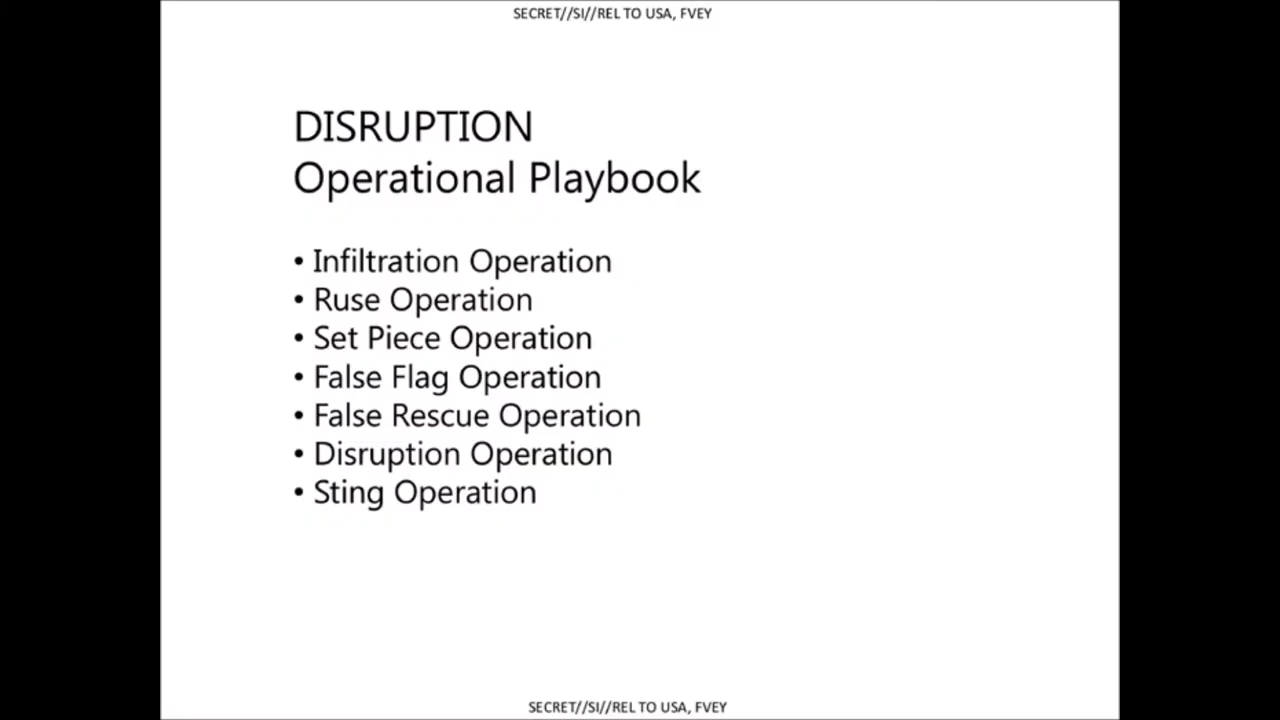 SECRET//SI//REL TO USA, FVEY
DISRUPTION
Operational Playbook
• Infiltration Operation
• Ruse Operation
• Set Piece Operation
• False Flag Operation
• False Rescue Operation
• Disruption Operation
• Sting Operation
SECRET//SI//REL TO USA, FVEY